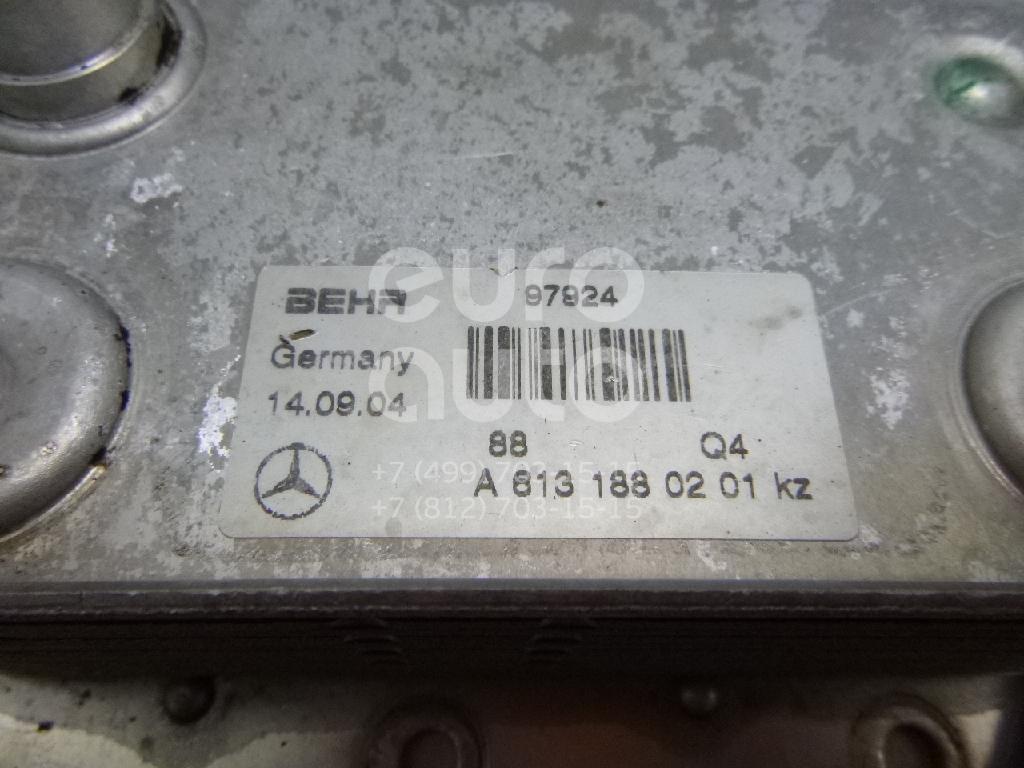 BEHR 97924
Germany
14.09.04
88 Q4
A 813 188 02 01 kz
euro
auto
+7 (499) 703-15-15
+7 (812) 703-15-15